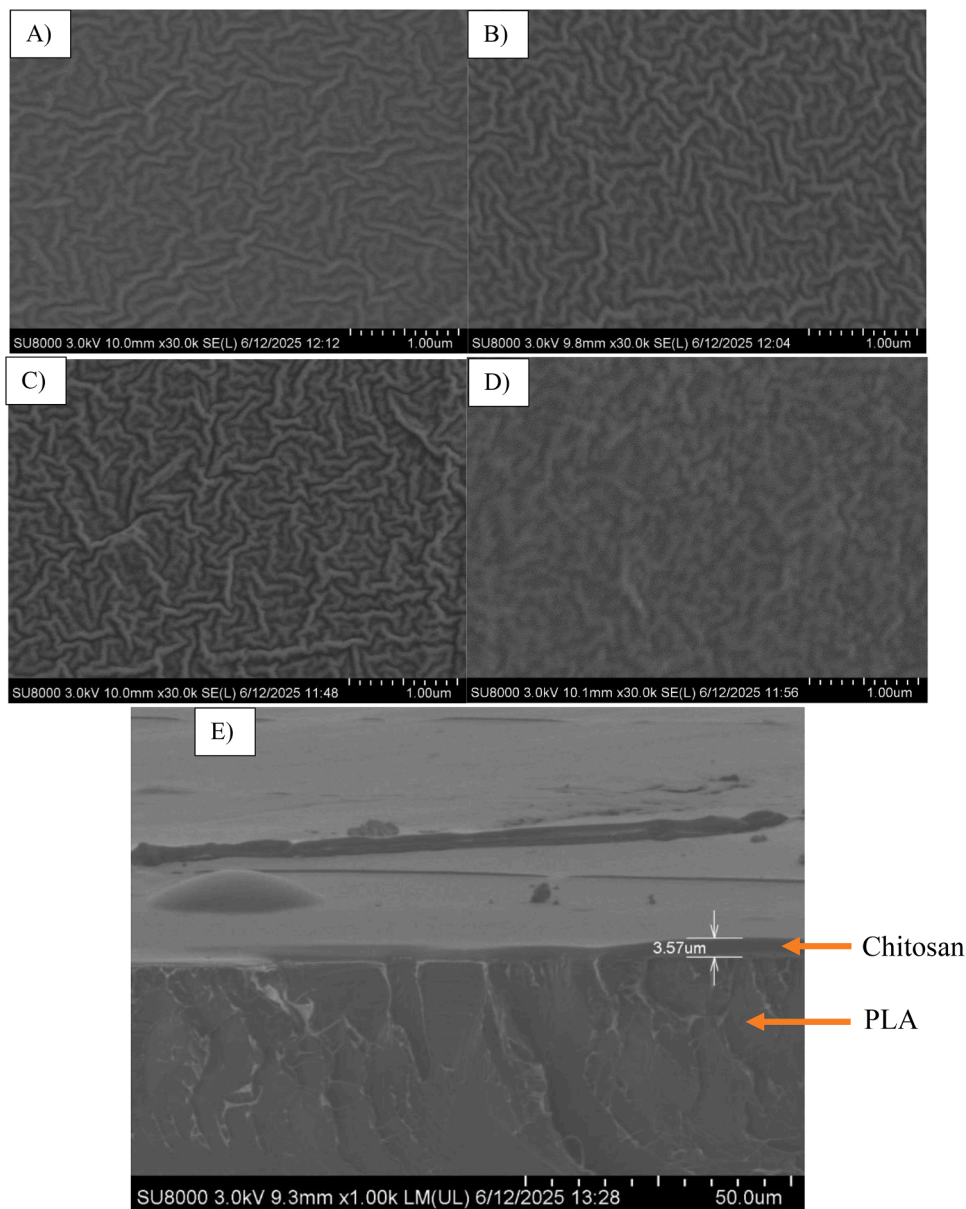 A)
B)
SU8000 3.0kV 10.0mm x30.0k SE(L) 6/12/2025 12:12
1.00um
SU8000 3.0kV 9.8mm x30.0k SE(L) 6/12/2025 12:04
1.00um
C)
D)
SU8000 3.0kV 10.0mm x30.0k SE(L) 6/12/2025 11:48
1.00um
SU8000 3.0kV 10.1mm x30.0k SE(L) 6/12/2025 11:56
1.00um
E)
3.57um
Chitosan
PLA
SU8000 3.0kV 9.3mm x1.00k LM(UL) 6/12/2025 13:28
50.0um